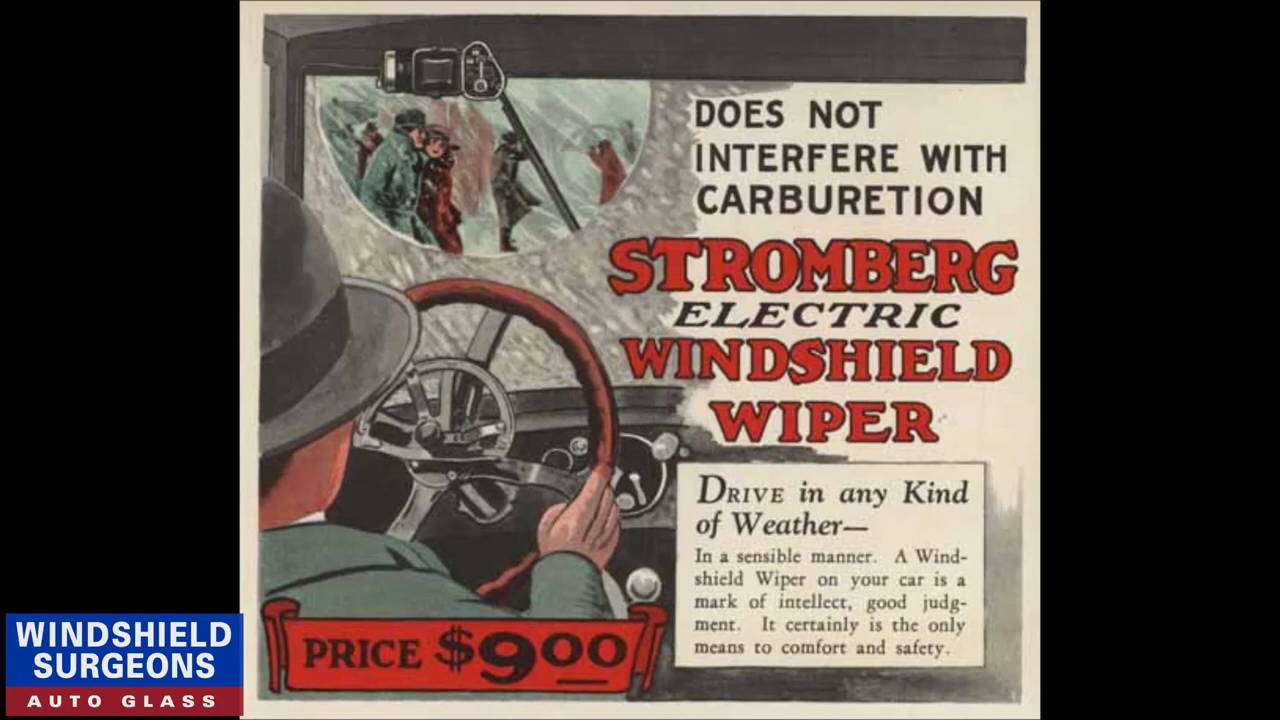 DOES NOT
INTERFERE WITH
CARBURETION
STROMBERG
ELECTRIC
WINDSHIELD
WIPER
DRIVE in any Kind
of Weather—
In a sensible manner. A Wind-
shield Wiper on your car is a
mark of intellect, good judg-
ment. It certainly is the only
means to comfort and safety.
PRICE $9.00
WINDSHIELD
SURGEONS
AUTO GLASS